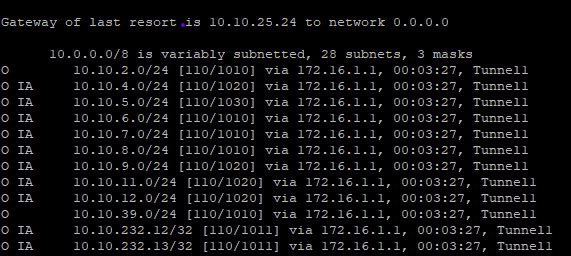 Gateway of last resort is 10.10.25.24 to network 0.0.0.0
10.0.0.0/8 is variably subnetted, 28 subnets, 3 masks
O 10.10.2.0/24 [110/1010] via 172.16.1.1, 00:03:27, Tunnel1
O IA 10.10.4.0/24 [110/1020] via 172.16.1.1, 00:03:27, Tunnel1
O IA 10.10.5.0/24 [110/1030] via 172.16.1.1, 00:03:27, Tunnel1
O 10.10.6.0/24 [110/1010] via 172.16.1.1, 00:03:27, Tunnel1
O 10.10.7.0/24 [110/1010] via 172.16.1.1, 00:03:27, Tunnel1
O 10.10.8.0/24 [110/1010] via 172.16.1.1, 00:03:27, Tunnel1
O IA 10.10.9.0/24 [110/1020] via 172.16.1.1, 00:03:27, Tunnel1
O IA 10.10.11.0/24 [110/1020] via 172.16.1.1, 00:03:27, Tunnel1
O IA 10.10.12.0/24 [110/1020] via 172.16.1.1, 00:03:27, Tunnel1
O 10.10.39.0/24 [110/1010] via 172.16.1.1, 00:03:27, Tunnel1
O IA 10.10.232.12/32 [110/1011] via 172.16.1.1, 00:03:27, Tunnel1
O IA 10.10.232.13/32 [110/1011] via 172.16.1.1, 00:03:27, Tunnel1